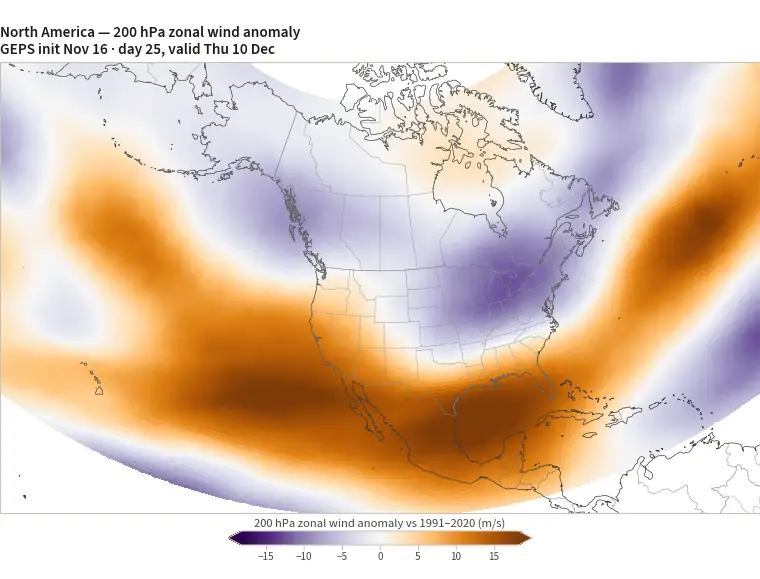 North America — 200 hPa zonal wind anomaly
GEPS init Nov 16 · day 25, valid Thu 10 Dec
200 hPa zonal wind anomaly vs 1991–2020 (m/s)
−15 −10 −5 0 5 10 15